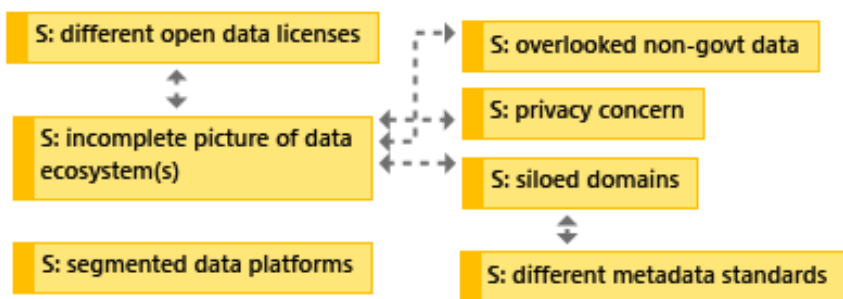 S: different open data licenses
S: incomplete picture of data
ecosystem(s)
S: segmented data platforms
S: overlooked non-govt data
S: privacy concern
S: siloed domains
S: different metadata standards